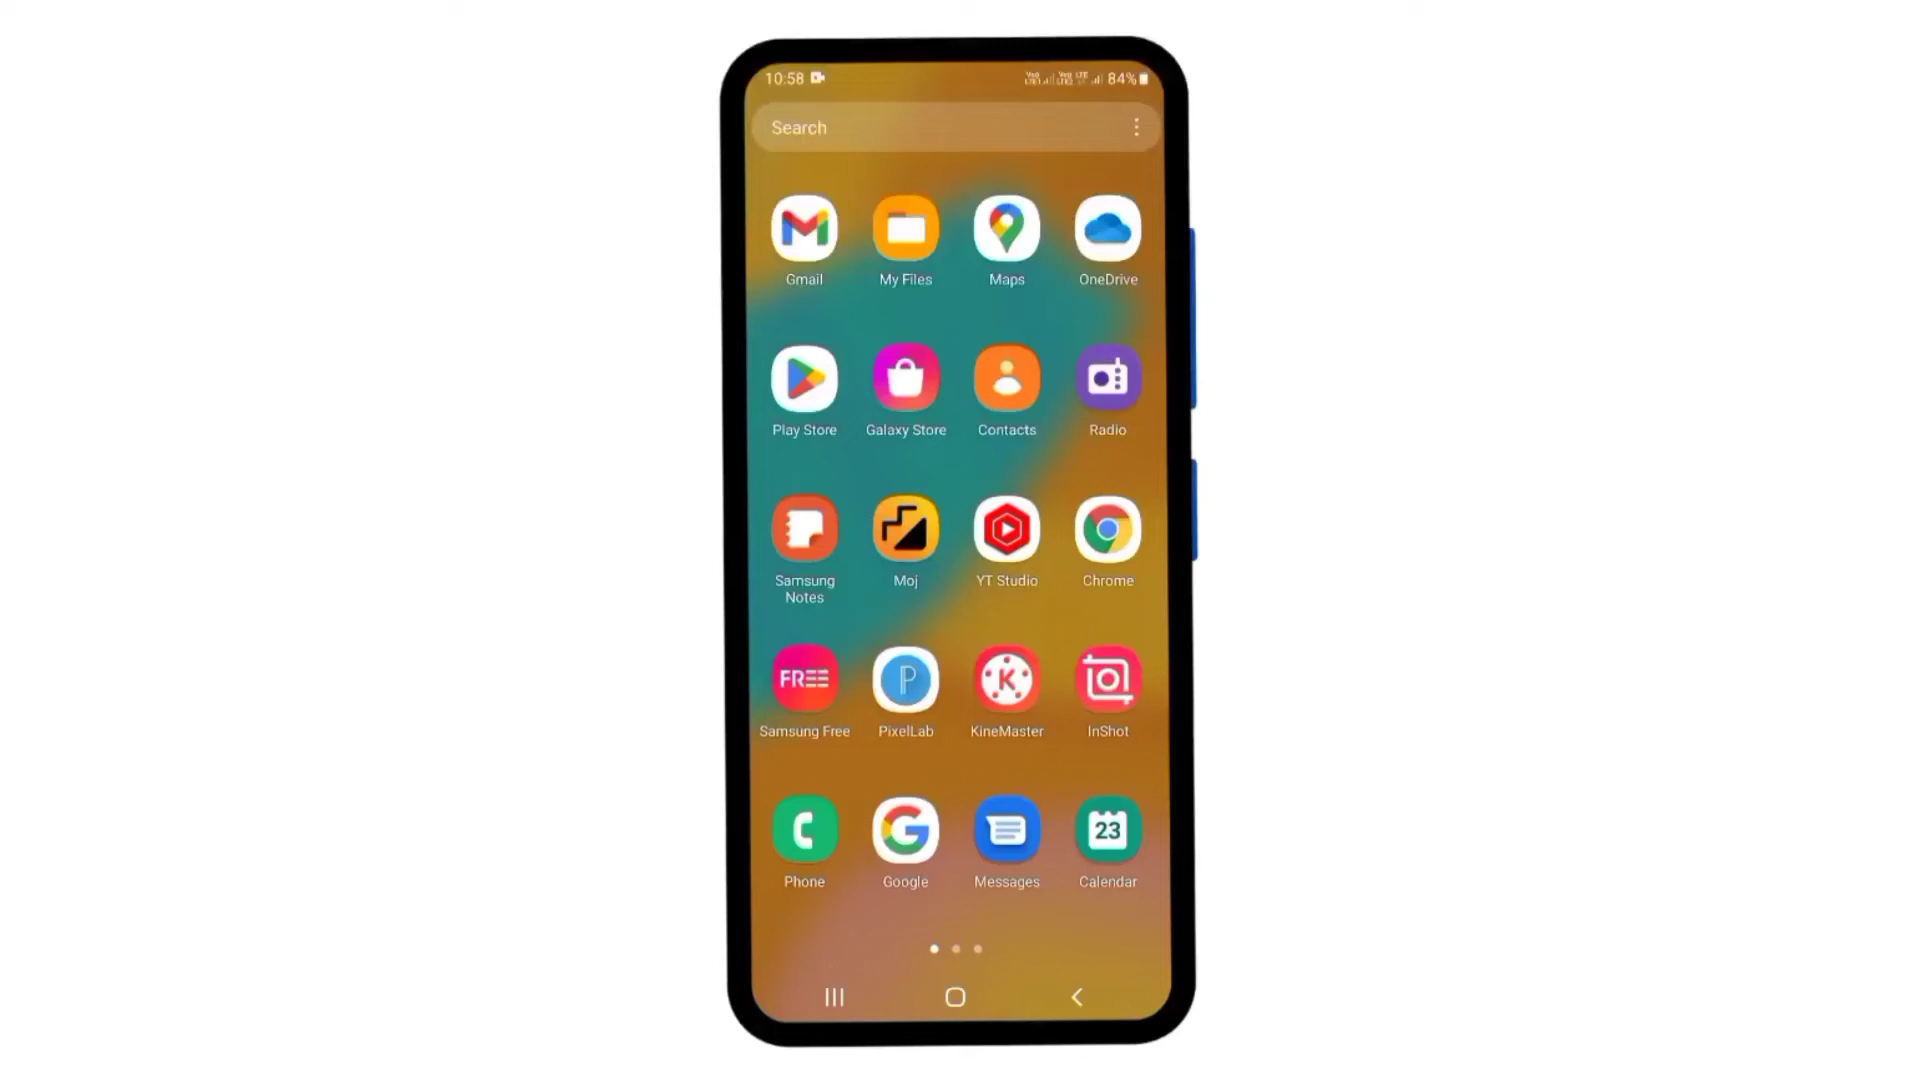 10:58 84%
Search
Gmail My Files Maps OneDrive
Play Store Galaxy Store Contacts Radio
Samsung Notes Moj YT Studio Chrome
FREE P K
Samsung Free PixelLab KineMaster InShot
G 23
Phone Google Messages Calendar